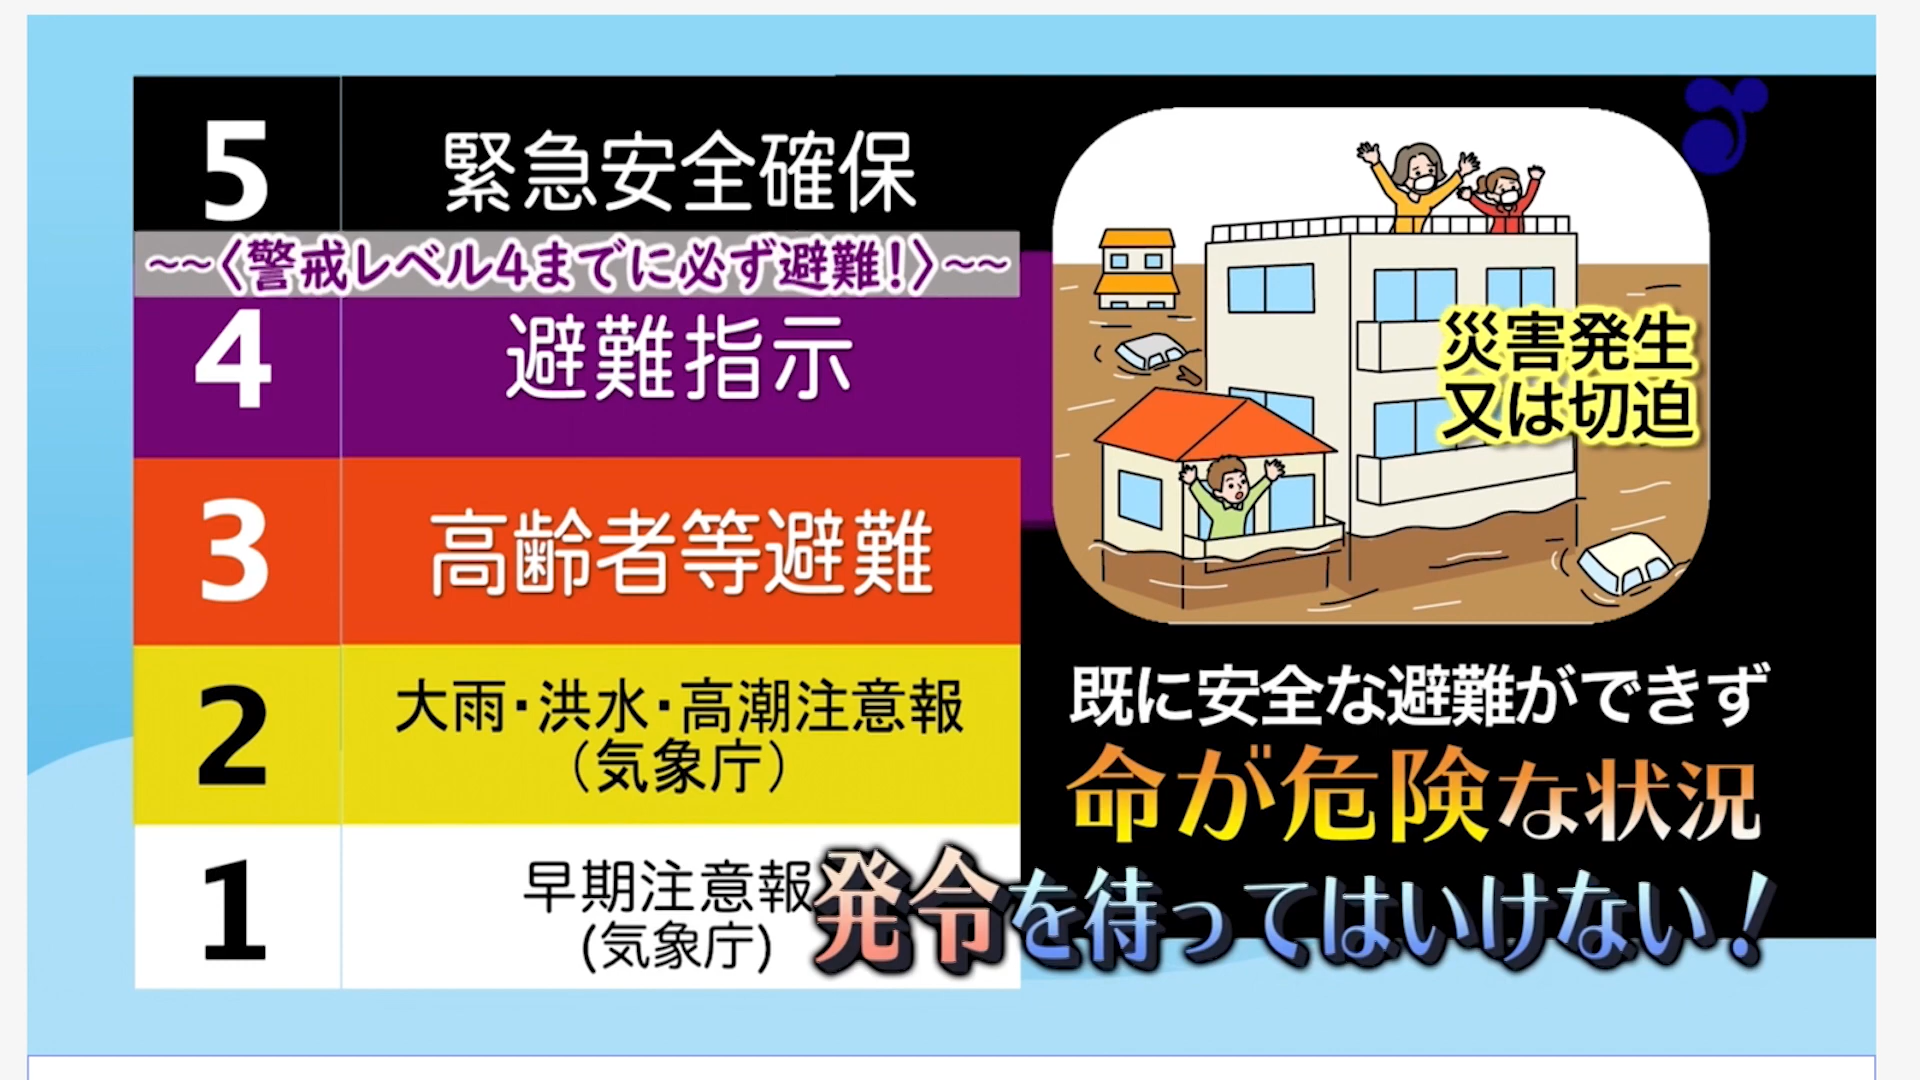 5 緊急安全確保
~~〈警戒レベル4までに必ず避難!〉~~
4 避難指示
3 高齢者等避難
2 大雨・洪水・高潮注意報
(気象庁)
1 早期注意報
(気象庁)
災害発生
又は切迫
既に安全な避難ができず
命が危険な状況
発令を待ってはいけない!